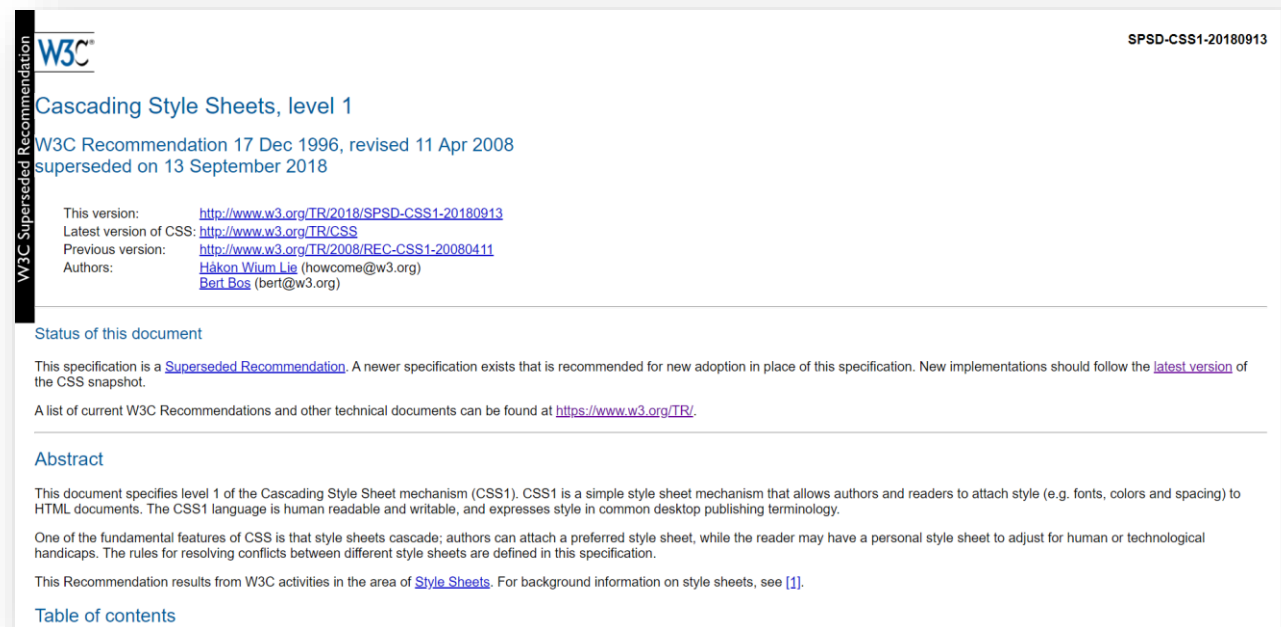 W3C®
SPSD-CSS1-20180913
W3C Superseded Recommendation
Cascading Style Sheets, level 1
W3C Recommendation 17 Dec 1996, revised 11 Apr 2008
superseded on 13 September 2018
This version: http://www.w3.org/TR/2018/SPSD-CSS1-20180913
Latest version of CSS: http://www.w3.org/TR/CSS
Previous version: http://www.w3.org/TR/2008/REC-CSS1-20080411
Authors: Håkon Wium Lie (howcome@w3.org)
Bert Bos (bert@w3.org)
Status of this document
This specification is a Superseded Recommendation. A newer specification exists that is recommended for new adoption in place of this specification. New implementations should follow the latest version of
the CSS snapshot.
A list of current W3C Recommendations and other technical documents can be found at https://www.w3.org/TR/.
Abstract
This document specifies level 1 of the Cascading Style Sheet mechanism (CSS1). CSS1 is a simple style sheet mechanism that allows authors and readers to attach style (e.g. fonts, colors and spacing) to
HTML documents. The CSS1 language is human readable and writable, and expresses style in common desktop publishing terminology.
One of the fundamental features of CSS is that style sheets cascade; authors can attach a preferred style sheet, while the reader may have a personal style sheet to adjust for human or technological
handicaps. The rules for resolving conflicts between different style sheets are defined in this specification.
This Recommendation results from W3C activities in the area of Style Sheets. For background information on style sheets, see [1].
Table of contents